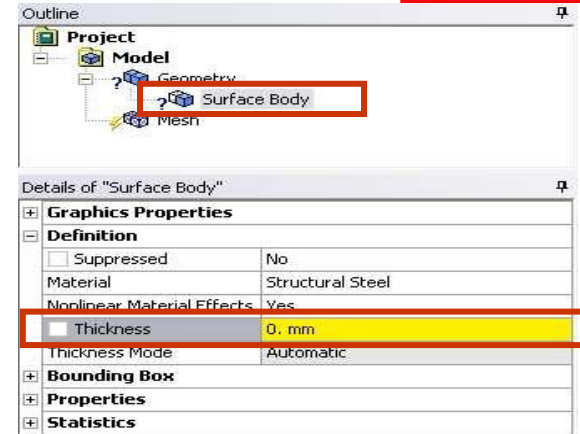 Outline
Project
Model
Geometry
Surface Body
Mesh
Details of "Surface Body"
Graphics Properties
Definition
Suppressed No
Material Structural Steel
Nonlinear Material Effects Yes
Thickness 0. mm
Thickness Mode Automatic
Bounding Box
Properties
Statistics